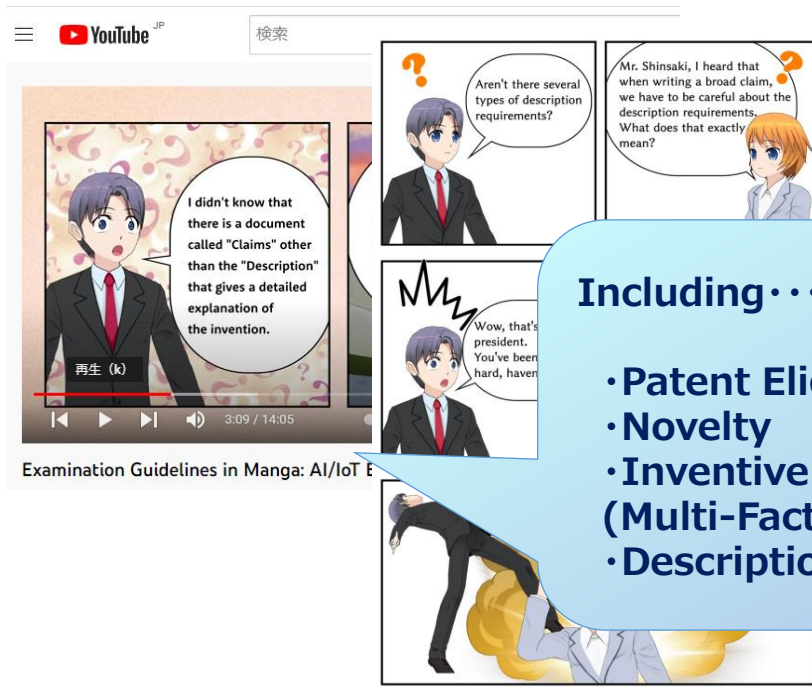 YouTube JP
検索
I didn't know that
there is a document
called "Claims" other
than the "Description"
that gives a detailed
explanation of
the invention.
再生 (k)
3:09 / 14:05
Examination Guidelines in Manga: AI/IoT
?
Aren't there several
types of description
requirements?
?
Mr. Shinsaki, I heard that
when writing a broad claim,
we have to be careful about the
description requirements.
What does that exactly
mean?
Wow, that's
president.
You've been
hard,
Including・・
・Patent
・Novelty
・Inventive
(Multi-